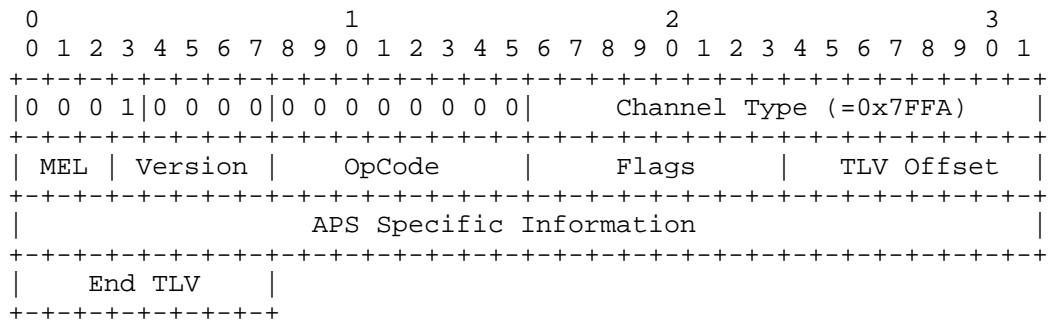 0                   1                   2                   3
 0 1 2 3 4 5 6 7 8 9 0 1 2 3 4 5 6 7 8 9 0 1 2 3 4 5 6 7 8 9 0 1
+-+-+-+-+-+-+-+-+-+-+-+-+-+-+-+-+-+-+-+-+-+-+-+-+-+-+-+-+-+-+-+-+
|0 0 0 1|0 0 0 0|0 0 0 0 0 0 0 0|     Channel Type (=0x7FFA)    |
+-+-+-+-+-+-+-+-+-+-+-+-+-+-+-+-+-+-+-+-+-+-+-+-+-+-+-+-+-+-+-+-+
| MEL | Version |    OpCode     |     Flags     |   TLV Offset  |
+-+-+-+-+-+-+-+-+-+-+-+-+-+-+-+-+-+-+-+-+-+-+-+-+-+-+-+-+-+-+-+-+
|                  APS Specific Information                     |
+-+-+-+-+-+-+-+-+-+-+-+-+-+-+-+-+-+-+-+-+-+-+-+-+-+-+-+-+-+-+-+-+
|    End TLV    |
+-+-+-+-+-+-+-+-+